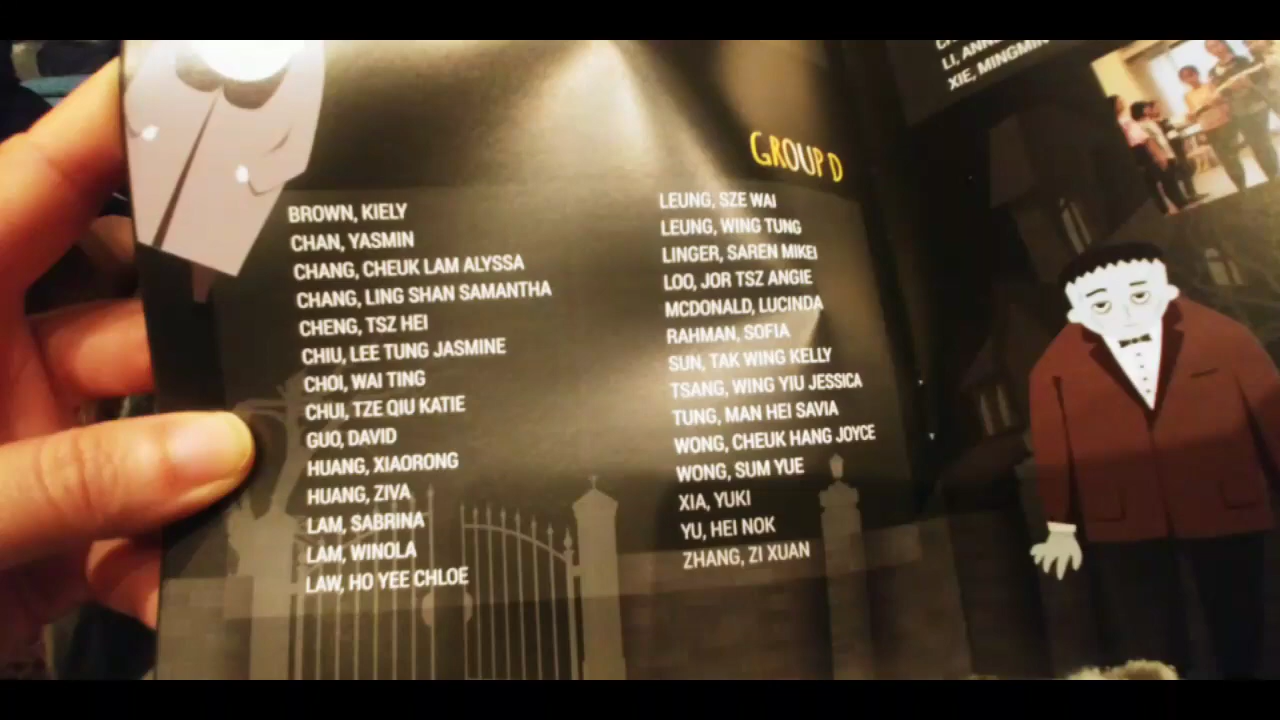 GROUP D
BROWN, KIELY
CHAN, YASMIN
CHANG, CHEUK LAM ALYSSA
CHANG, LING SHAN SAMANTHA
CHENG, TSZ HEI
CHIU, LEE TUNG JASMINE
CHOI, WAI TING
CHUI, TZE QIU KATIE
GUO, DAVID
HUANG, XIAORONG
HUANG, ZIVA
LAM, SABRINA
LAM, WINOLA
LAW, HO YEE CHLOE
LEUNG, SZE WAI
LEUNG, WING TUNG
LINGER, SAREN MIKEI
LOO, JOR TSZ ANGIE
MCDONALD, LUCINDA
RAHMAN, SOFIA
SUN, TAK WING KELLY
TSANG, WING YIU JESSICA
TUNG, MAN HEI SAVIA
WONG, CHEUK HANG JOYCE
WONG, SUM YUE
XIA, YUKI
YU, HEI NOK
ZHANG, ZI XUAN
LI,
XIE, MINGMIN